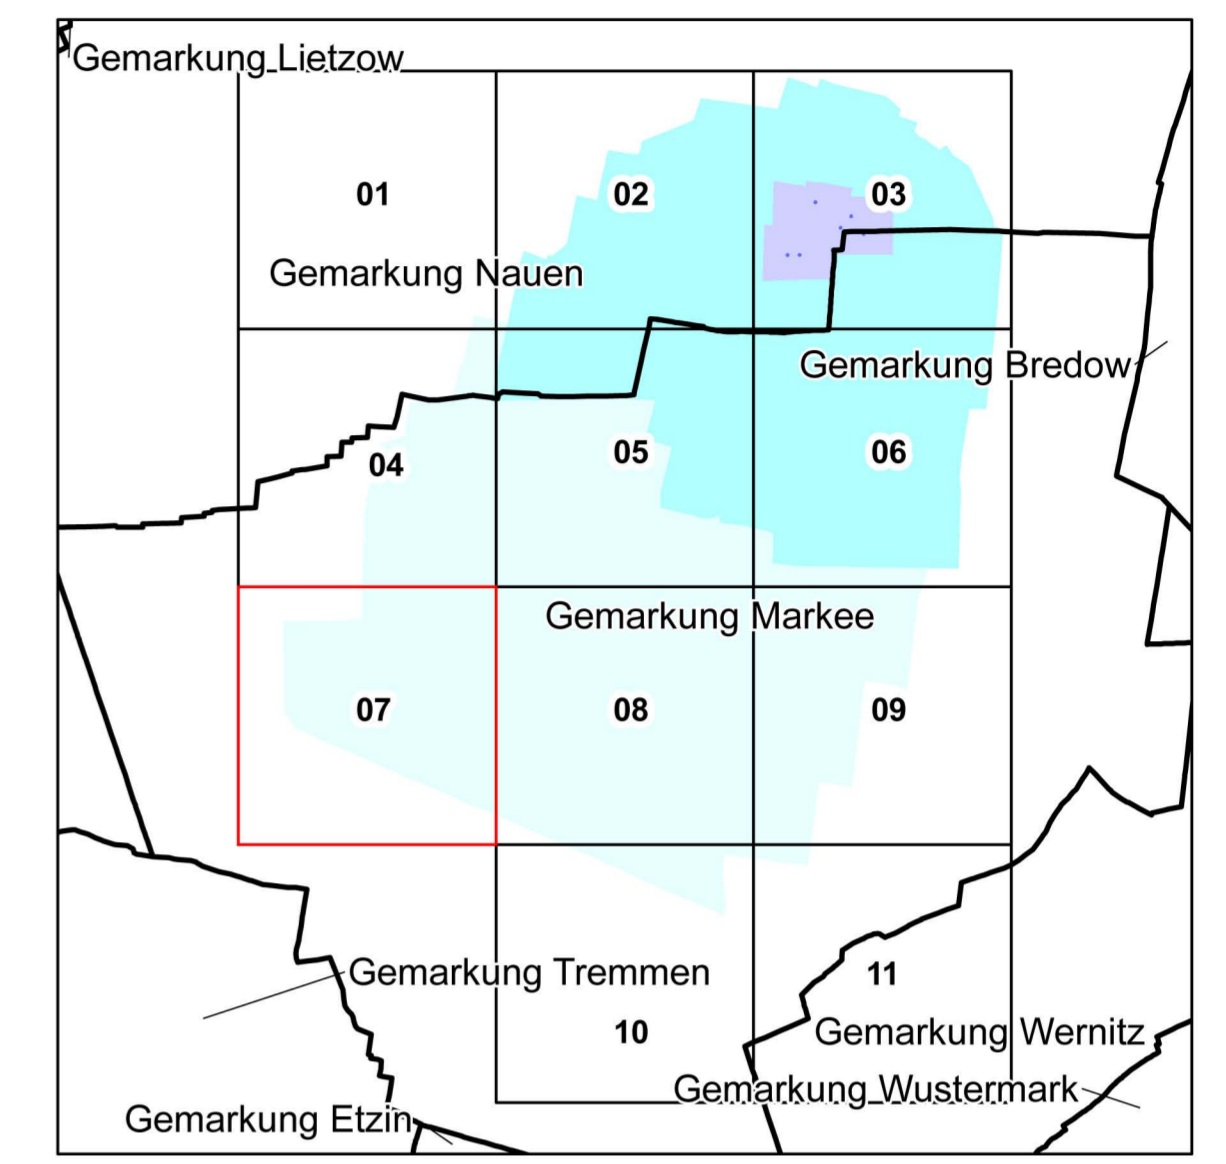 Gemarkung Lietzow
01
02
03
Gemarkung Nauen
Gemarkung Bredow
04
05
06
Gemarkung Markee
07
08
09
Gemarkung Tremmen
11
10
Gemarkung Wernitz
Gemarkung Wustermark
Gemarkung Etzin